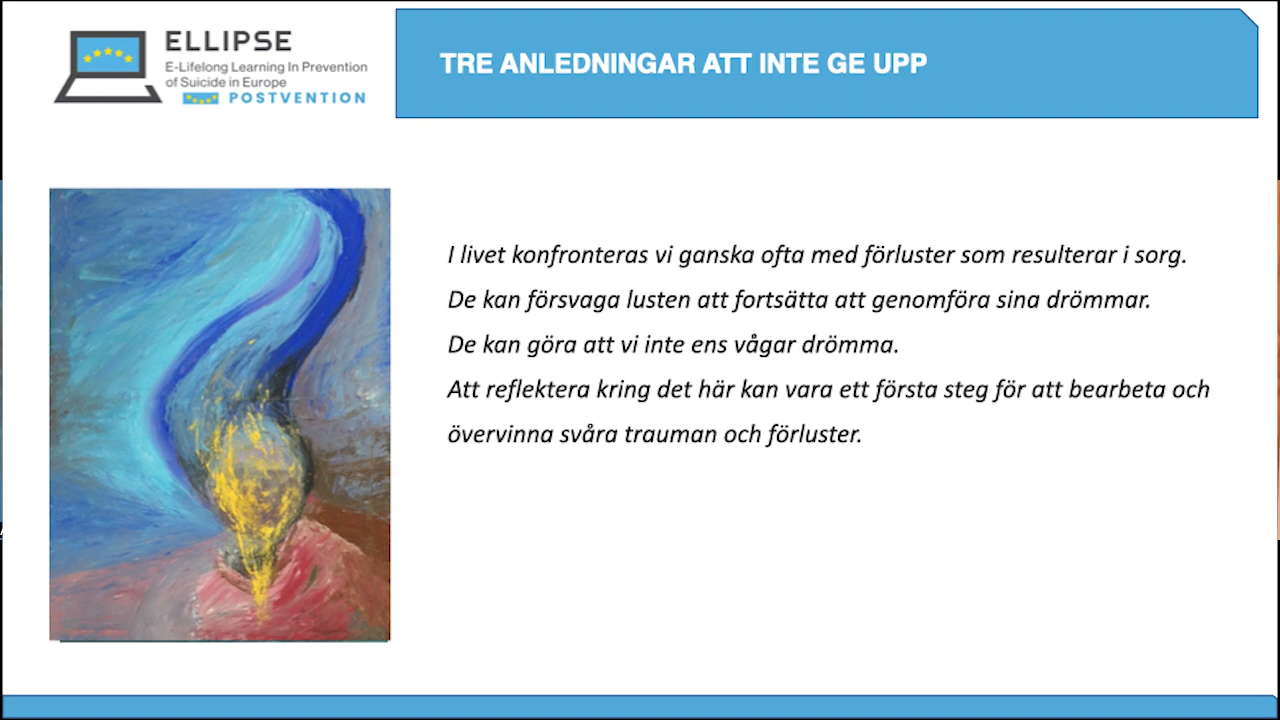 ELLIPSE
E-Lifelong Learning In Prevention
of Suicide in Europe
POSTVENTION
TRE ANLEDNINGAR ATT INTE GE UPP
I livet konfronteras vi ganska ofta med förluster som resulterar i sorg.
De kan försvaga lusten att fortsätta att genomföra sina drömmar.
De kan göra att vi inte ens vågar drömma.
Att reflektera kring det här kan vara ett första steg för att bearbeta och
övervinna svåra trauman och förluster.